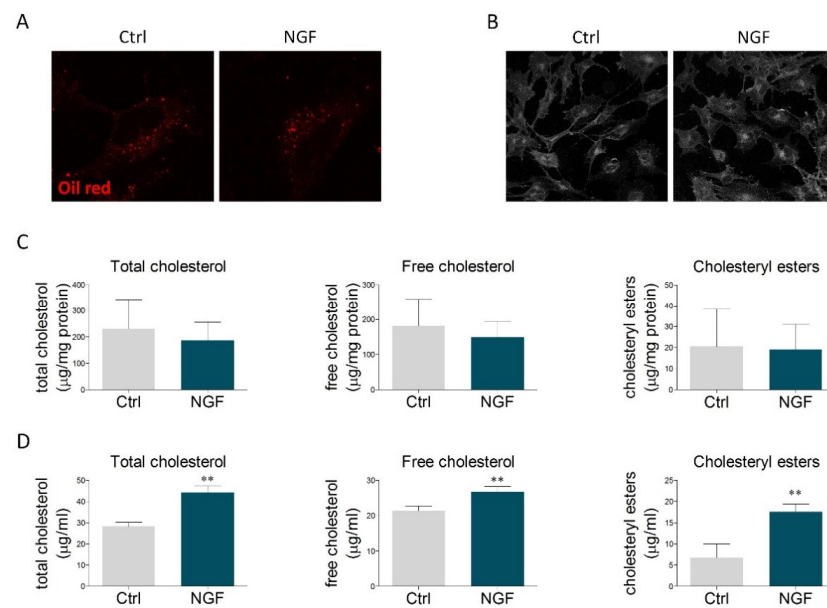 A
Ctrl
NGF
Oil red
B
Ctrl
NGF
C
Total cholesterol
total cholesterol
(µg/mg protein)
400
300
200
100
0
Ctrl
NGF
Free cholesterol
free cholesterol
(µg/mg protein)
300
200
100
0
Ctrl
NGF
Cholesteryl esters
cholesteryl esters
(µg/mg protein)
50
40
30
20
10
0
Ctrl
NGF
D
Total cholesterol
total cholesterol
(µg/ml)
50
40
30
20
10
0
**
Ctrl
NGF
Free cholesterol
free cholesterol
(µg/ml)
30
20
10
0
**
Ctrl
NGF
Cholesteryl esters
cholesteryl esters
(µg/ml)
25
20
15
10
5
0
**
Ctrl
NGF